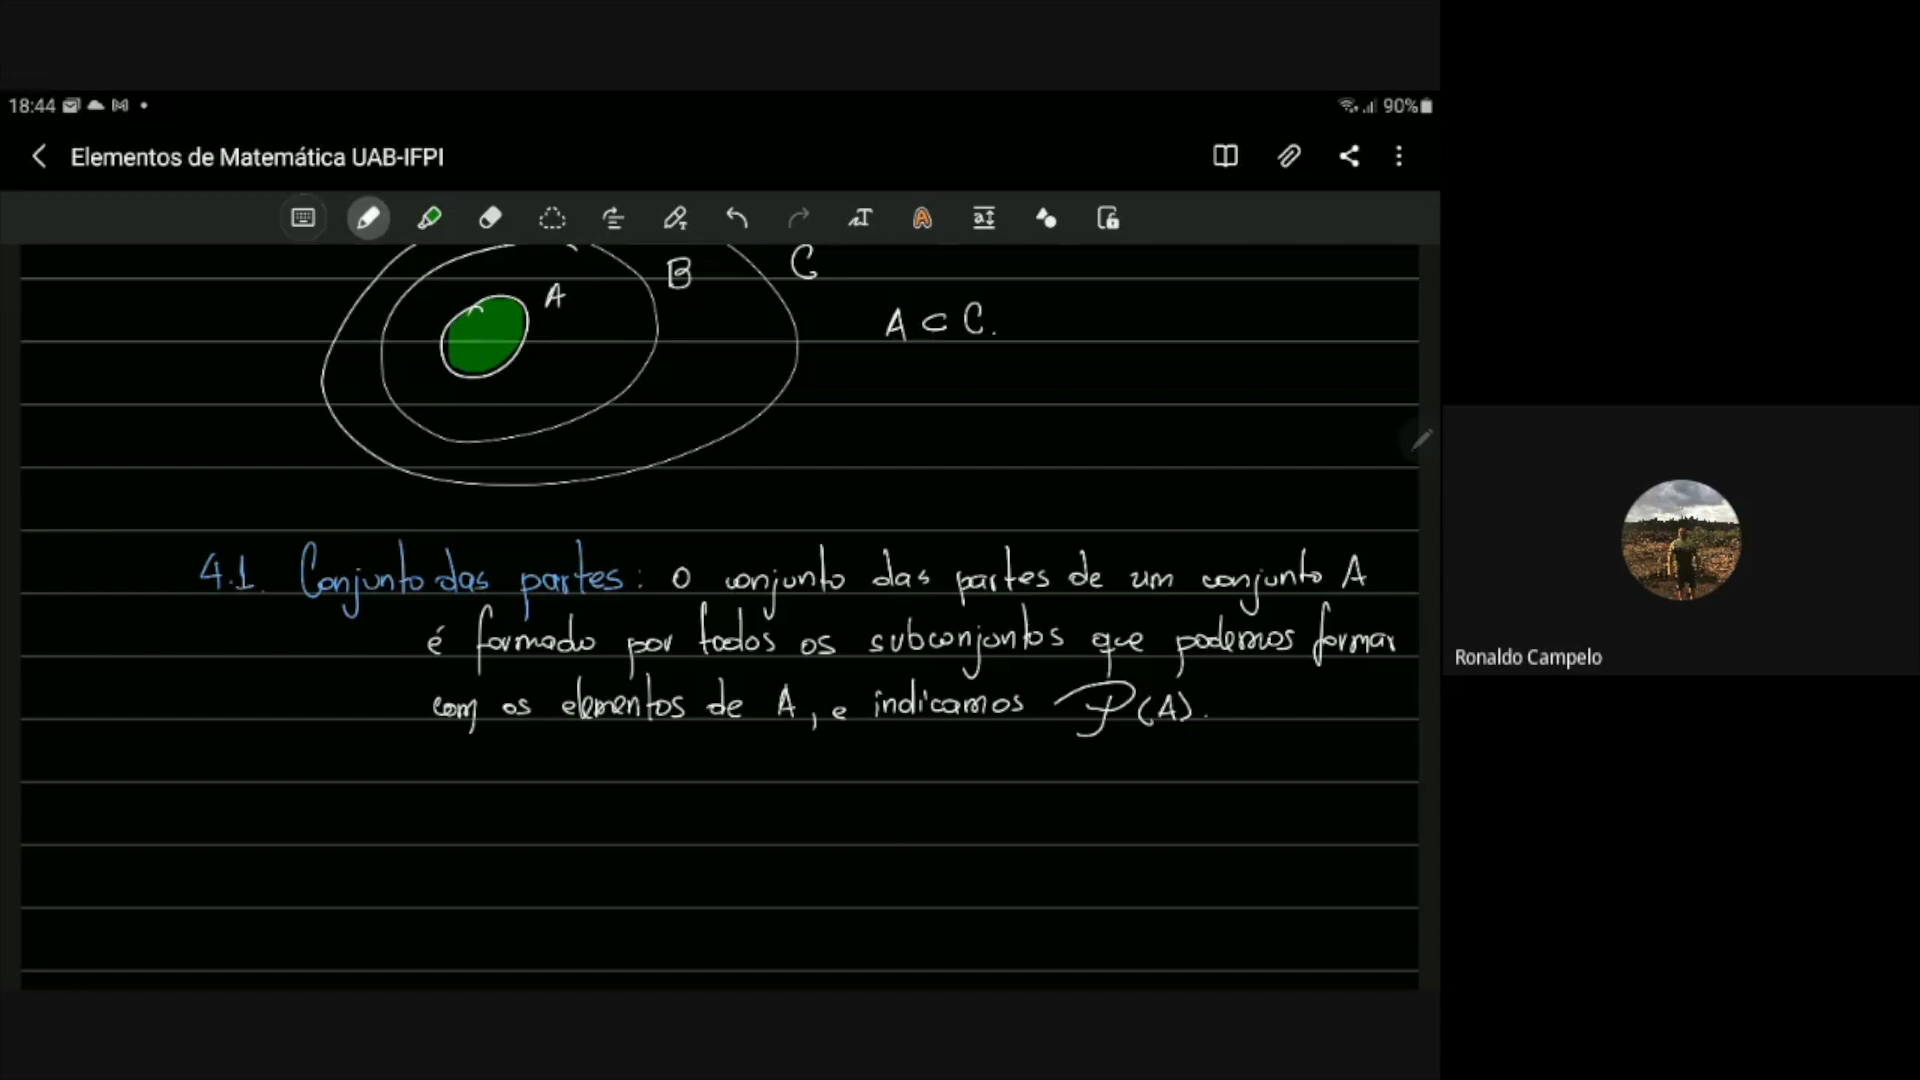 18:44
90%
Elementos de Matemática UAB-IFPI
B
C
A
A ⊂ C.
4.1. Conjunto das partes: o conjunto das partes de um conjunto A
é formado por todos os subconjuntos que podemos formar
com os elementos de A, e indicamos P(A).
Ronaldo Campelo